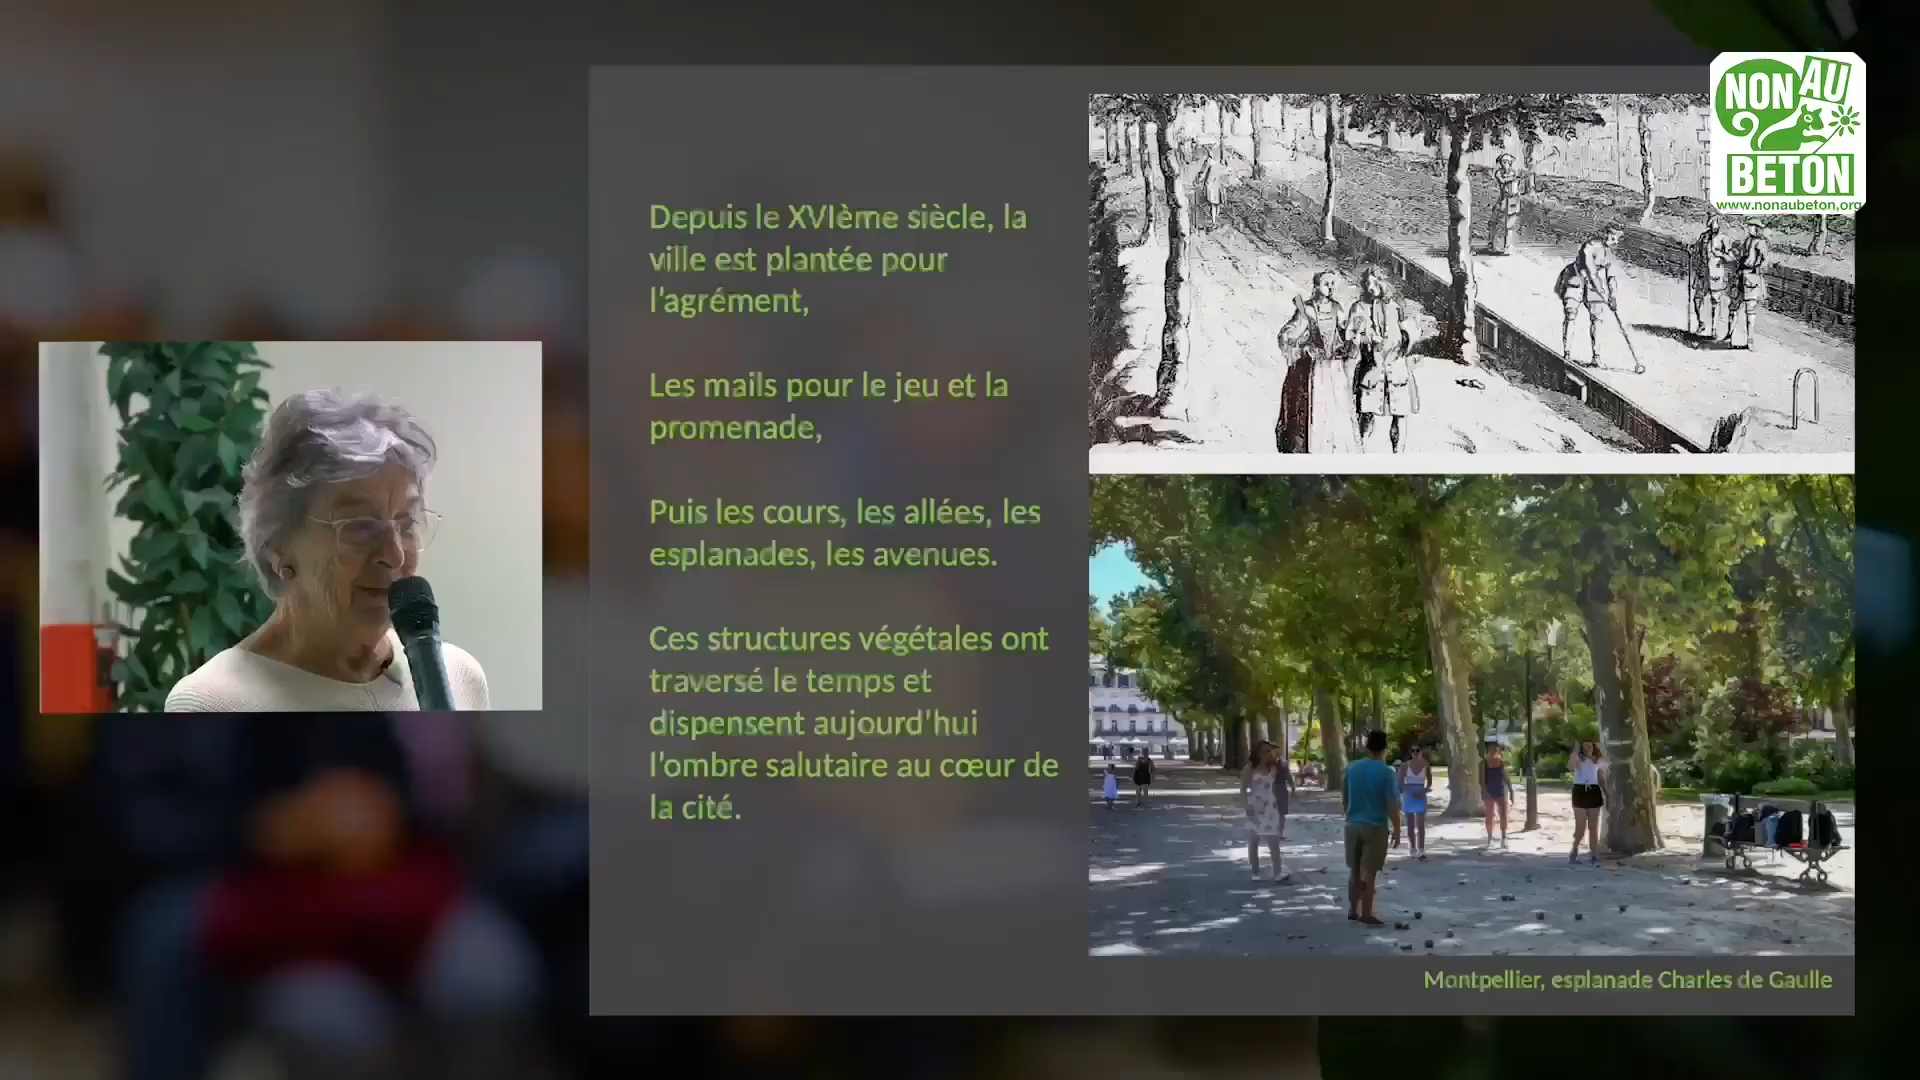 NON AU
BETON
www.nonaubeton.org
Depuis le XVIème siècle, la
ville est plantée pour
l'agrément,
Les mails pour le jeu et la
promenade,
Puis les cours, les allées, les
esplanades, les avenues.
Ces structures végétales ont
traversé le temps et
dispensent aujourd'hui
l'ombre salutaire au cœur de
la cité.
Montpellier, esplanade Charles de Gaulle